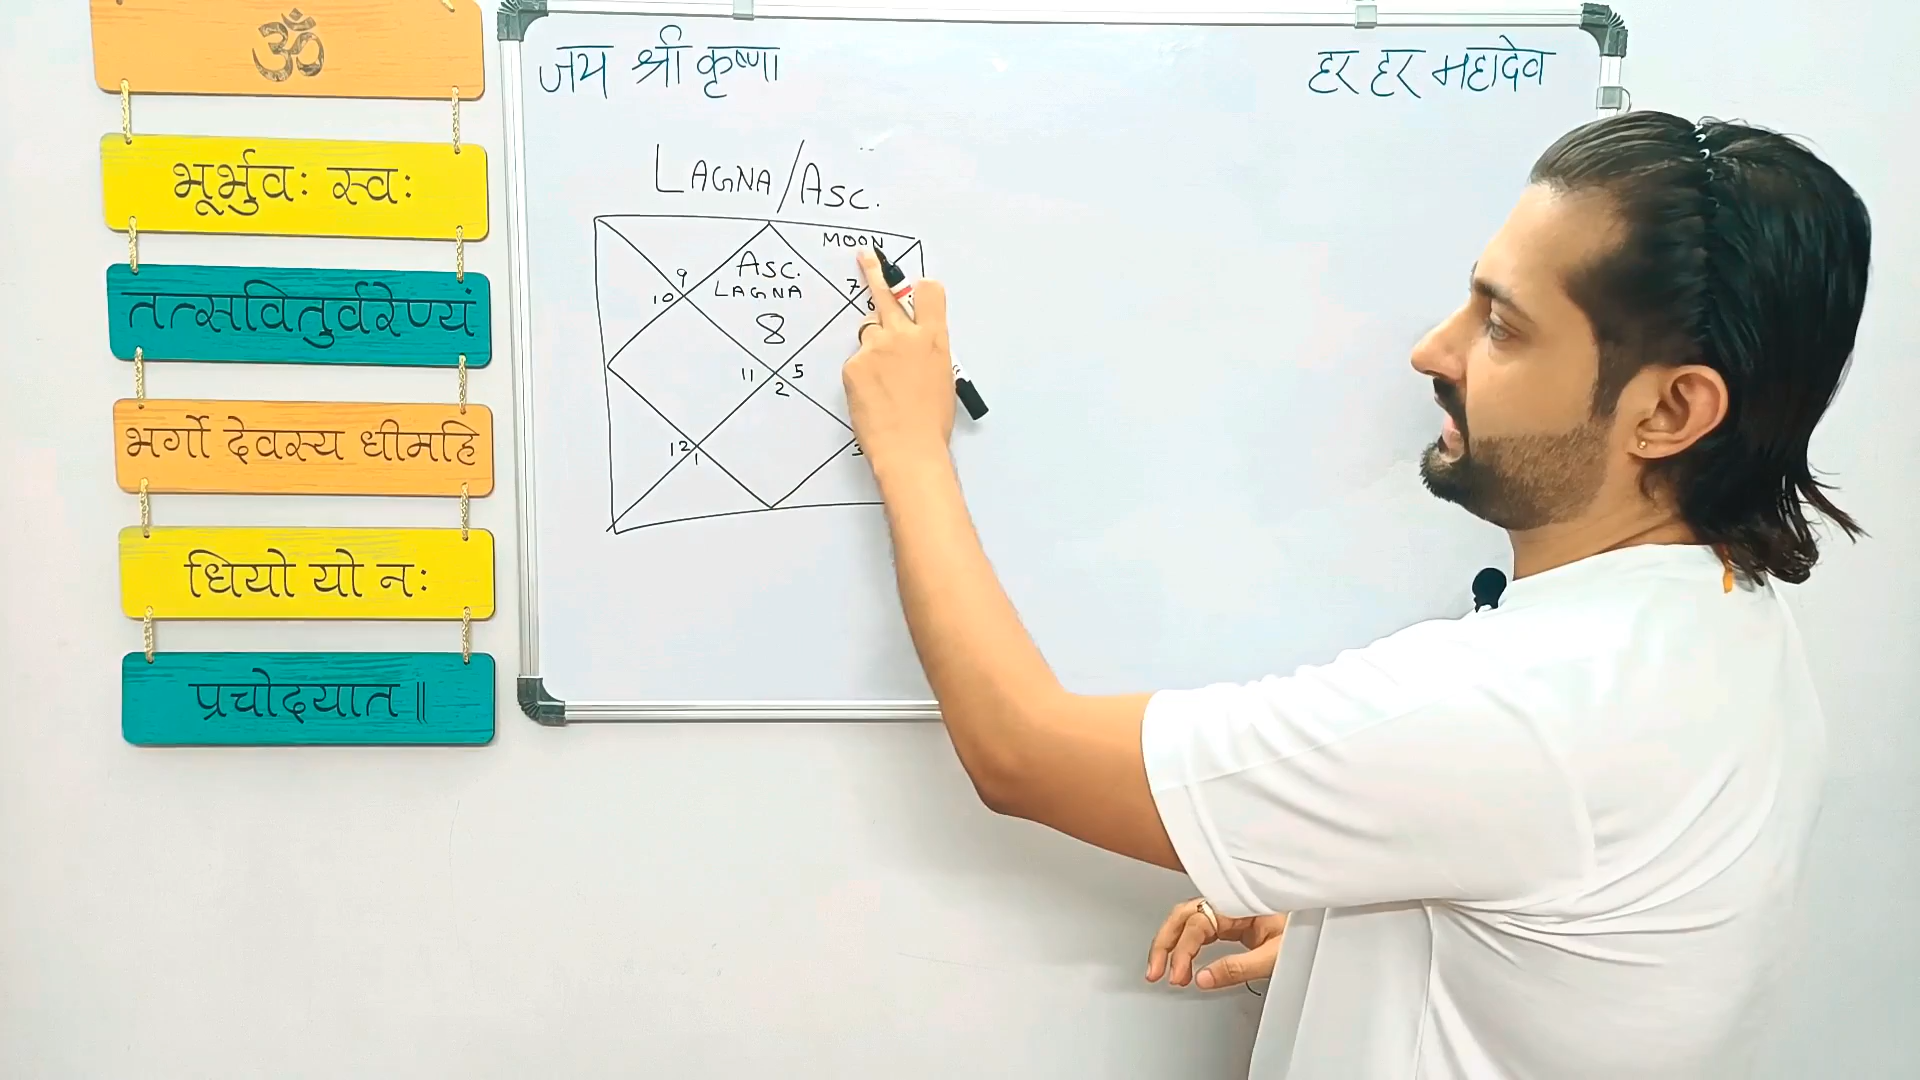 ॐ
भूर्भुवः स्वः
तत्सवितुर्वरेण्यं
भर्गो देवस्य धीमहि
धियो यो नः
प्रचोदयात॥
जय श्री कृष्णा
हर हर महादेव
LAGNA/ASC.
MOON
ASC.
LAGNA
8
9
10
7
6
11
5
2
12
1
3